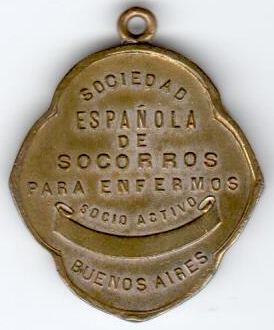 SOCIEDAD
ESPAÑOLA
DE
SOCORROS
PARA ENFERMOS
SOCIO ACTIVO
BUENOS AIRES